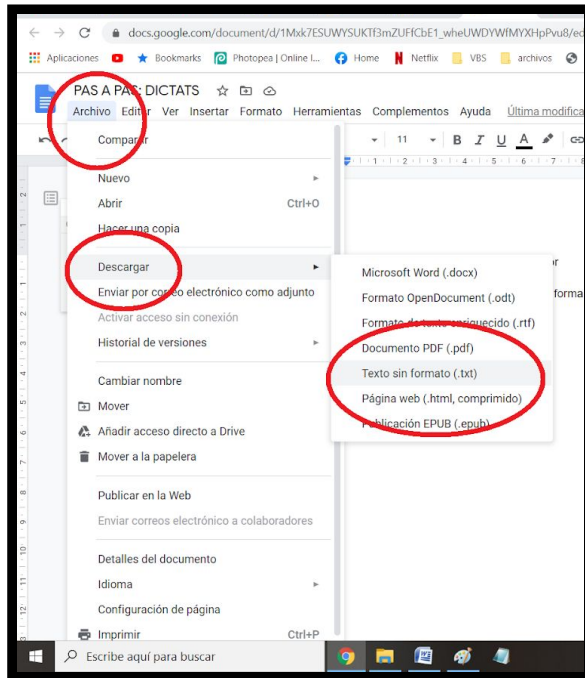 docs.google.com/document/d/1Mxk7ESUWYSUKTf3mZUFfCbE1_wheUWDYWfMYXHpPvu8/ed
Aplicaciones Bookmarks Photopea | Online I... Home Netflix VBS archivos
PAS A PAS: DICTATS
Archivo Editar Ver Insertar Formato Herramientas Complementos Ayuda Última modifica
11 B I U A
Compartir
Nuevo
Abrir Ctrl+O
Hacer una copia
Descargar
Enviar por correo electrónico como adjunto
Activar acceso sin conexión
Historial de versiones
Cambiar nombre
Mover
Añadir acceso directo a Drive
Mover a la papelera
Publicar en la Web
Enviar correos electrónico a colaboradores
Detalles del documento
Idioma
Configuración de página
Imprimir Ctrl+P
Microsoft Word (.docx)
Formato OpenDocument (.odt)
Formato de texto enriquecido (.rtf)
Documento PDF (.pdf)
Texto sin formato (.txt)
Página web (.html, comprimido)
Publicación EPUB (.epub)
or
forma
Escribe aquí para buscar